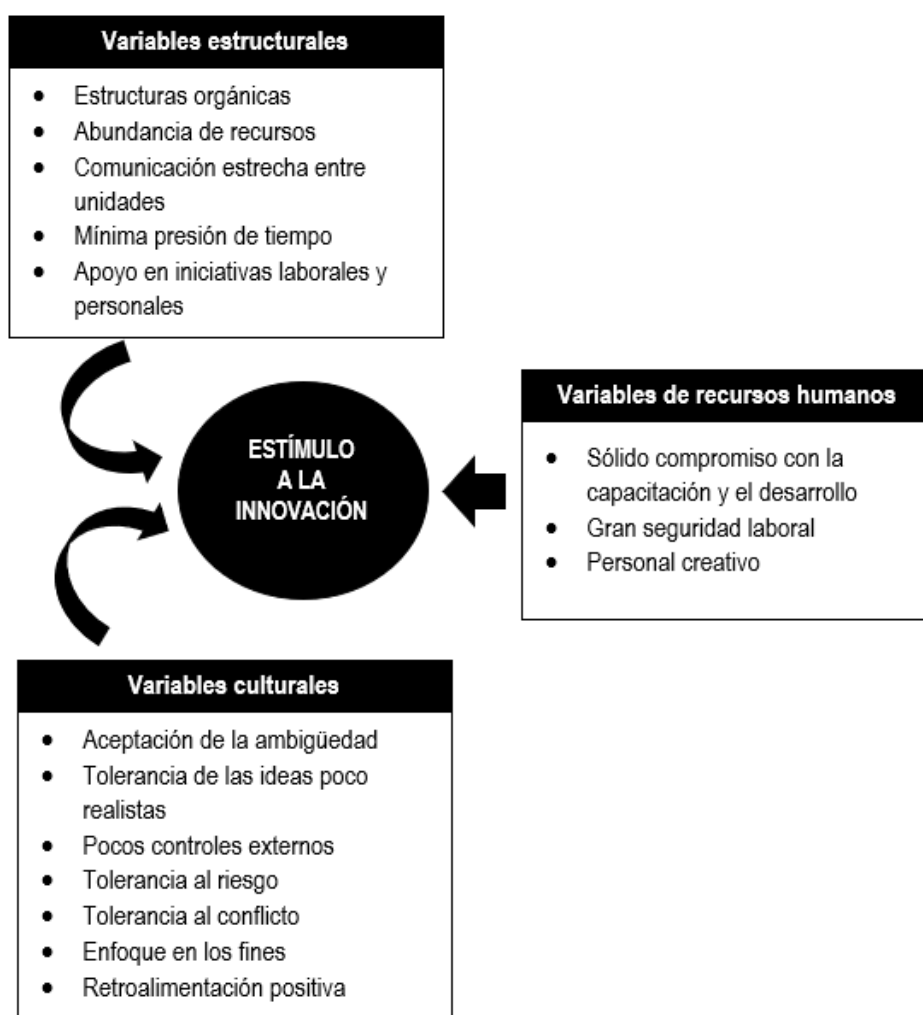 Variables estructurales
• Estructuras orgánicas
• Abundancia de recursos
• Comunicación estrecha entre
unidades
• Mínima presión de tiempo
• Apoyo en iniciativas laborales y
personales
ESTÍMULO
A LA
INNOVACIÓN
Variables de recursos humanos
• Sólido compromiso con la
capacitación y el desarrollo
• Gran seguridad laboral
• Personal creativo
Variables culturales
• Aceptación de la ambigüedad
• Tolerancia de las ideas poco
realistas
• Pocos controles externos
• Tolerancia al riesgo
• Tolerancia al conflicto
• Enfoque en los fines
• Retroalimentación positiva